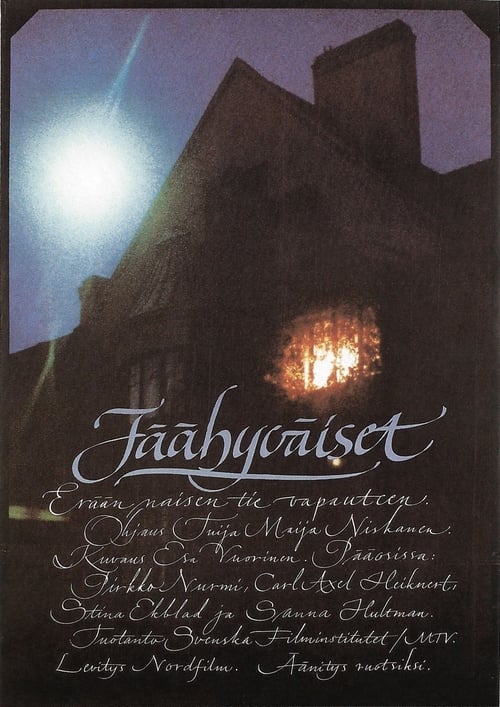 Jäähyväiset
Erään naisen tie vapauteen.
Ohjaus Tuija Maija Niskanen.
Kuvaus Esa Vuorinen. Pääosissa:
Pirkko Nurmi, Carl Axel Heiknert,
Stina Ekblad ja Sanna Hultman.
Tuotanto Svenska Filminstitutet/MTV.
Levitys Nordfilm. Äänitys ruotsiksi.